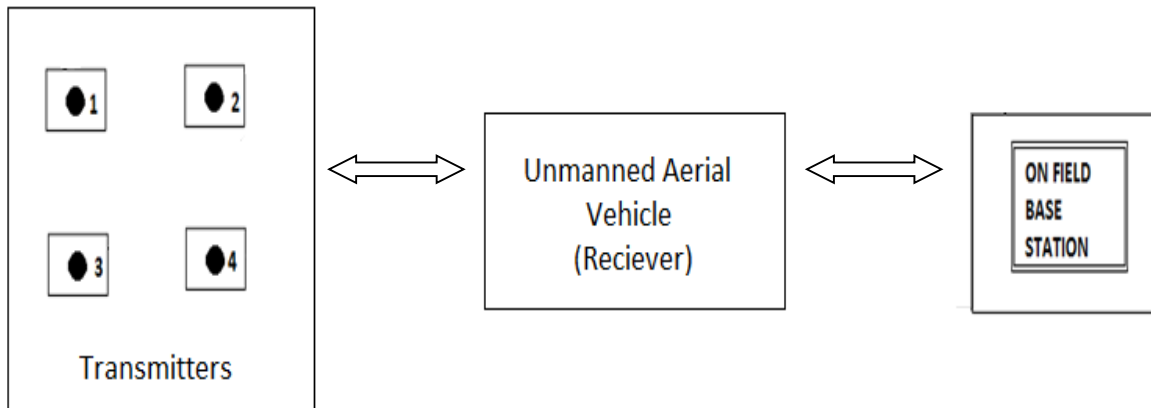 1
2
3
4
Transmitters
Unmanned Aerial
Vehicle
(Reciever)
ON FIELD
BASE
STATION